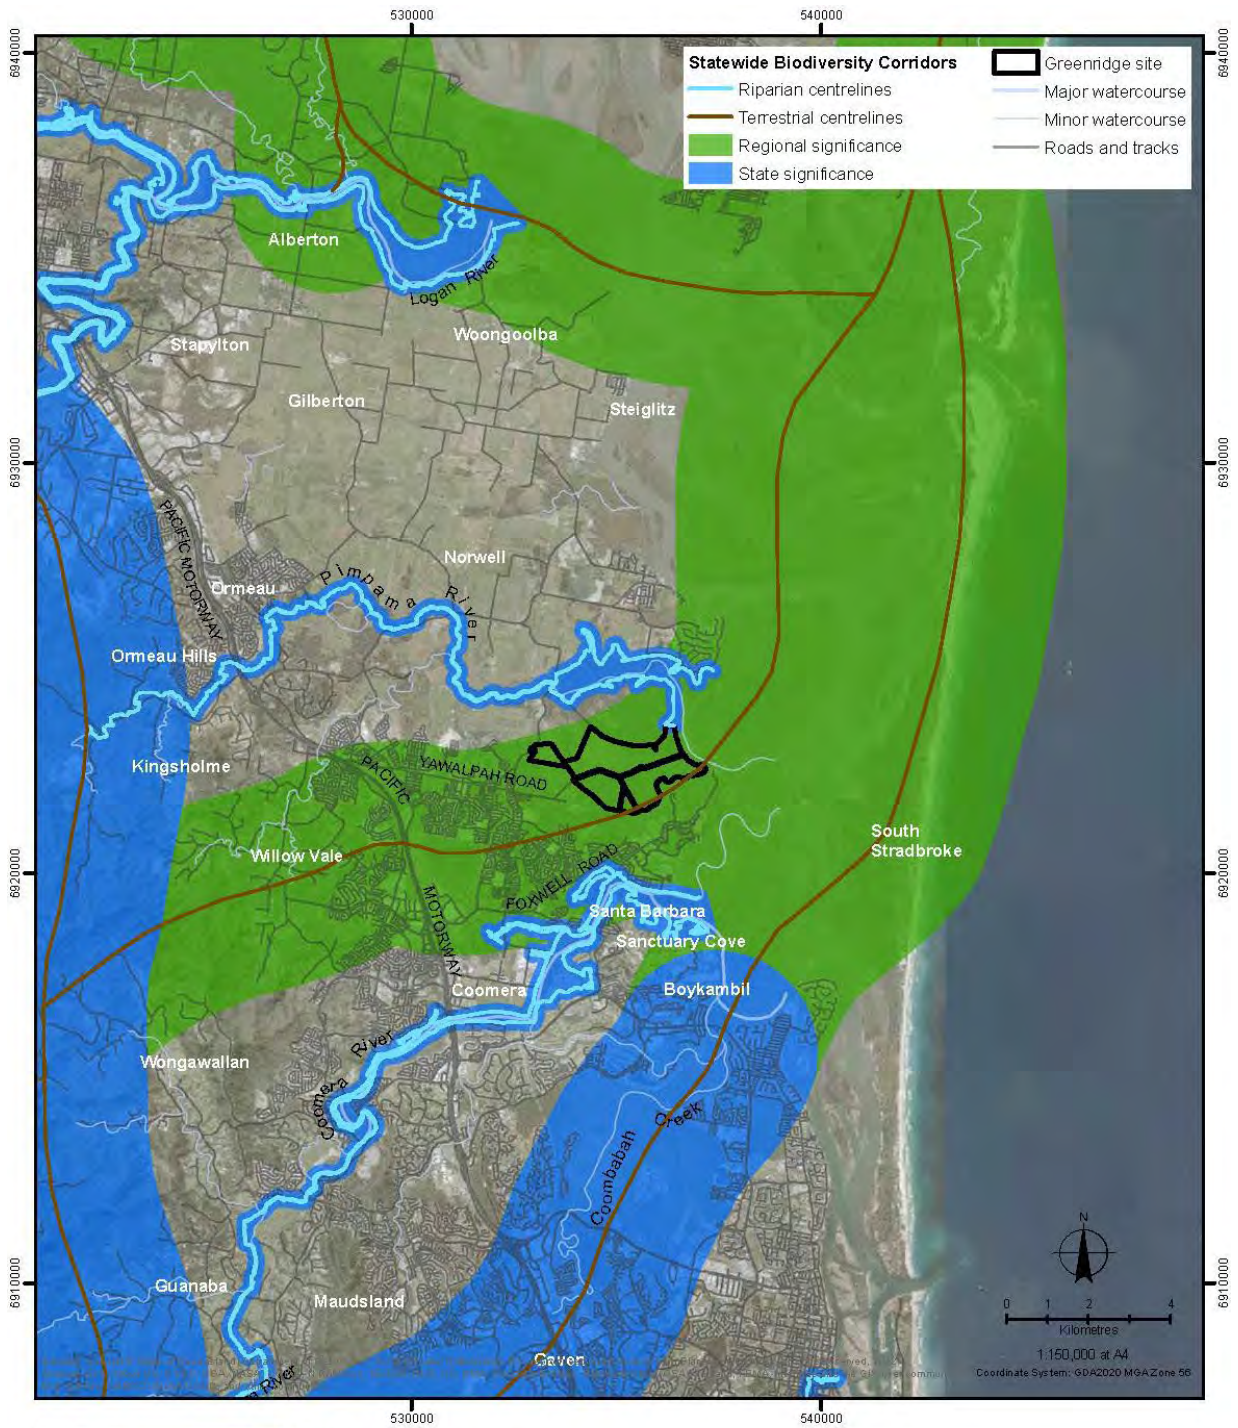 530000
540000
6940000
6940000
Statewide Biodiversity Corridors
Riparian centrelines
Terrestrial centrelines
Regional significance
State significance
Greenridge site
Major watercourse
Minor watercourse
Roads and tracks
Alberton
Logan River
Woongoolba
Stapylton
Gilberton
Steiglitz
6930000
6930000
PACIFIC MOTORWAY
Norwell
Ormeau
Pimpama River
Ormeau Hills
Kingsholme
YAWALPAH ROAD
PACIFIC
MOTORWAY
Willow Vale
South
Stradbroke
6920000
6920000
FOXWELL ROAD
Santa Barbara
Sanctuary Cove
Coomera
Boykambil
Wongawallan
Coomera River
Coombabah Creek
Guanaba
Maudsland
Gaven
River
6910000
6910000
N
0 1 2 4
Kilometres
1:150,000 at A4
Coordinate System: GDA2020 MGA Zone 56
530000
540000